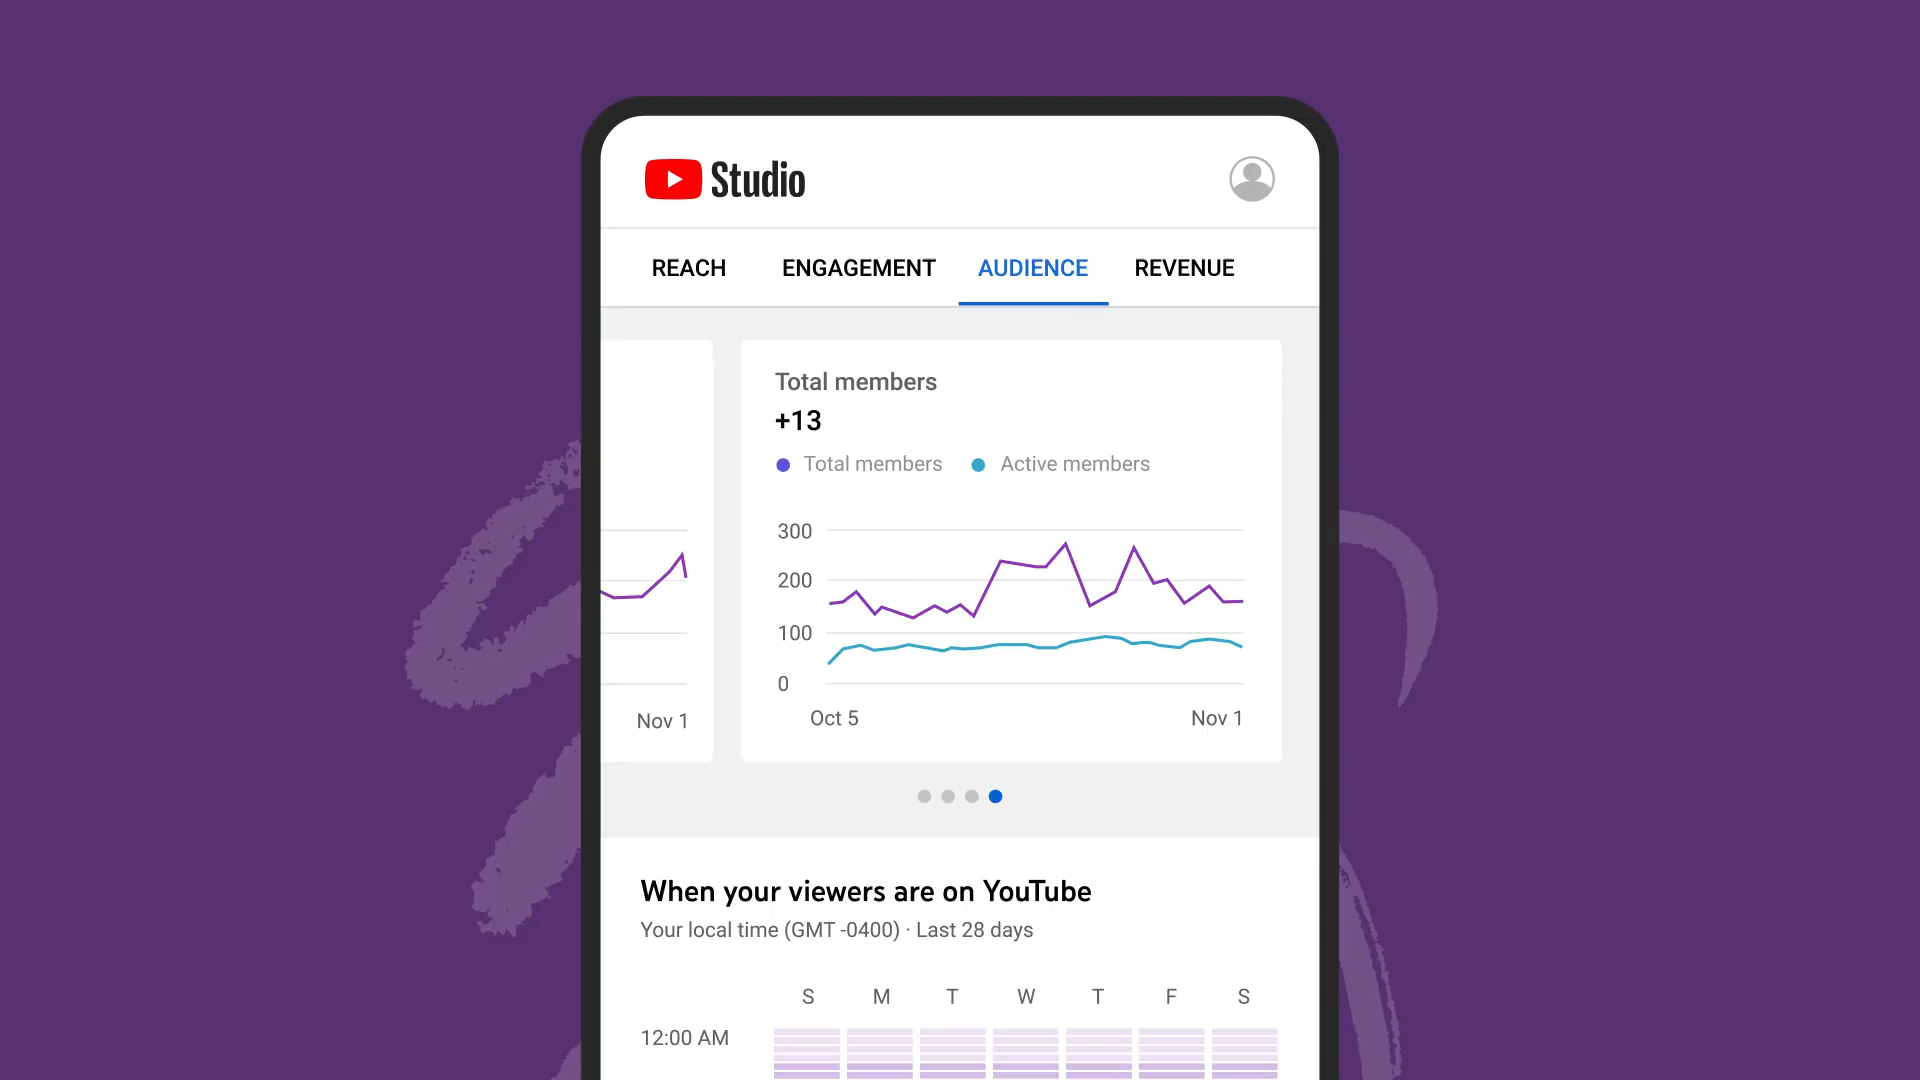 Studio
REACH ENGAGEMENT AUDIENCE REVENUE
Total members
+13
Total members Active members
300
200
100
0
Oct 5 Nov 1
Nov 1
When your viewers are on YouTube
Your local time (GMT -0400) · Last 28 days
S M T W T F S
12:00 AM